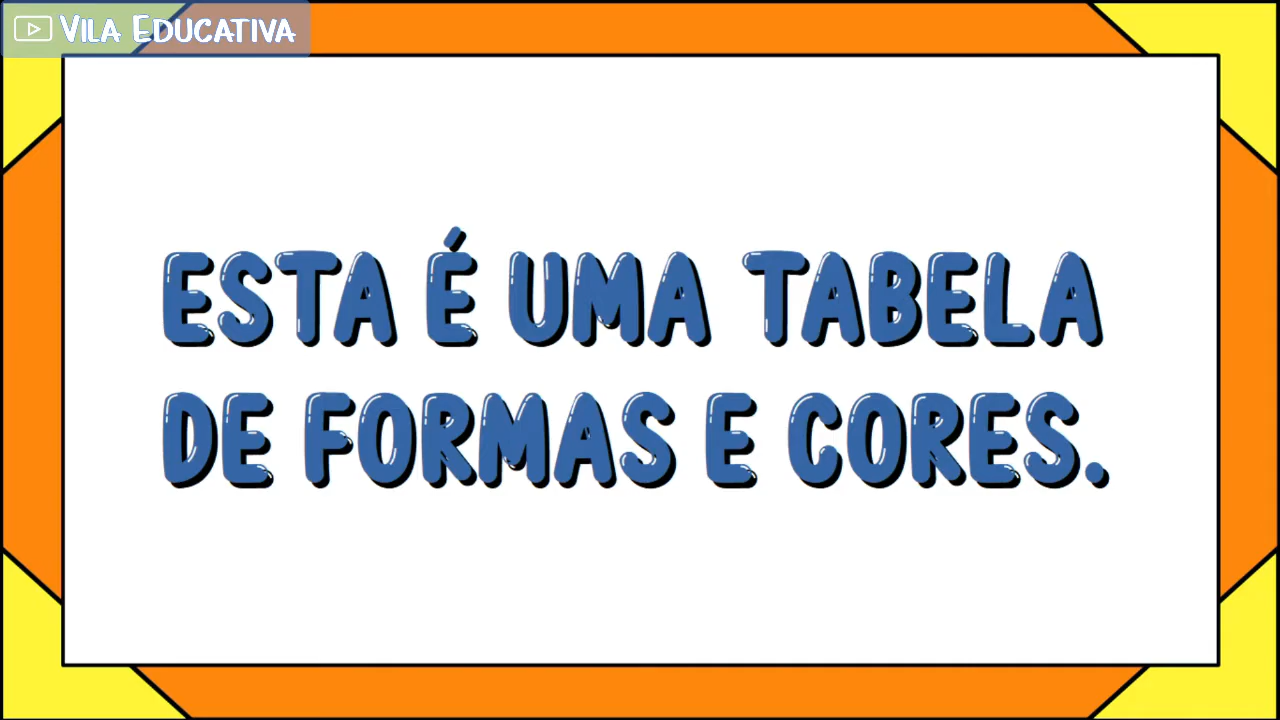 VILA EDUCATIVA
ESTA É UMA TABELA
DE FORMAS E CORES.